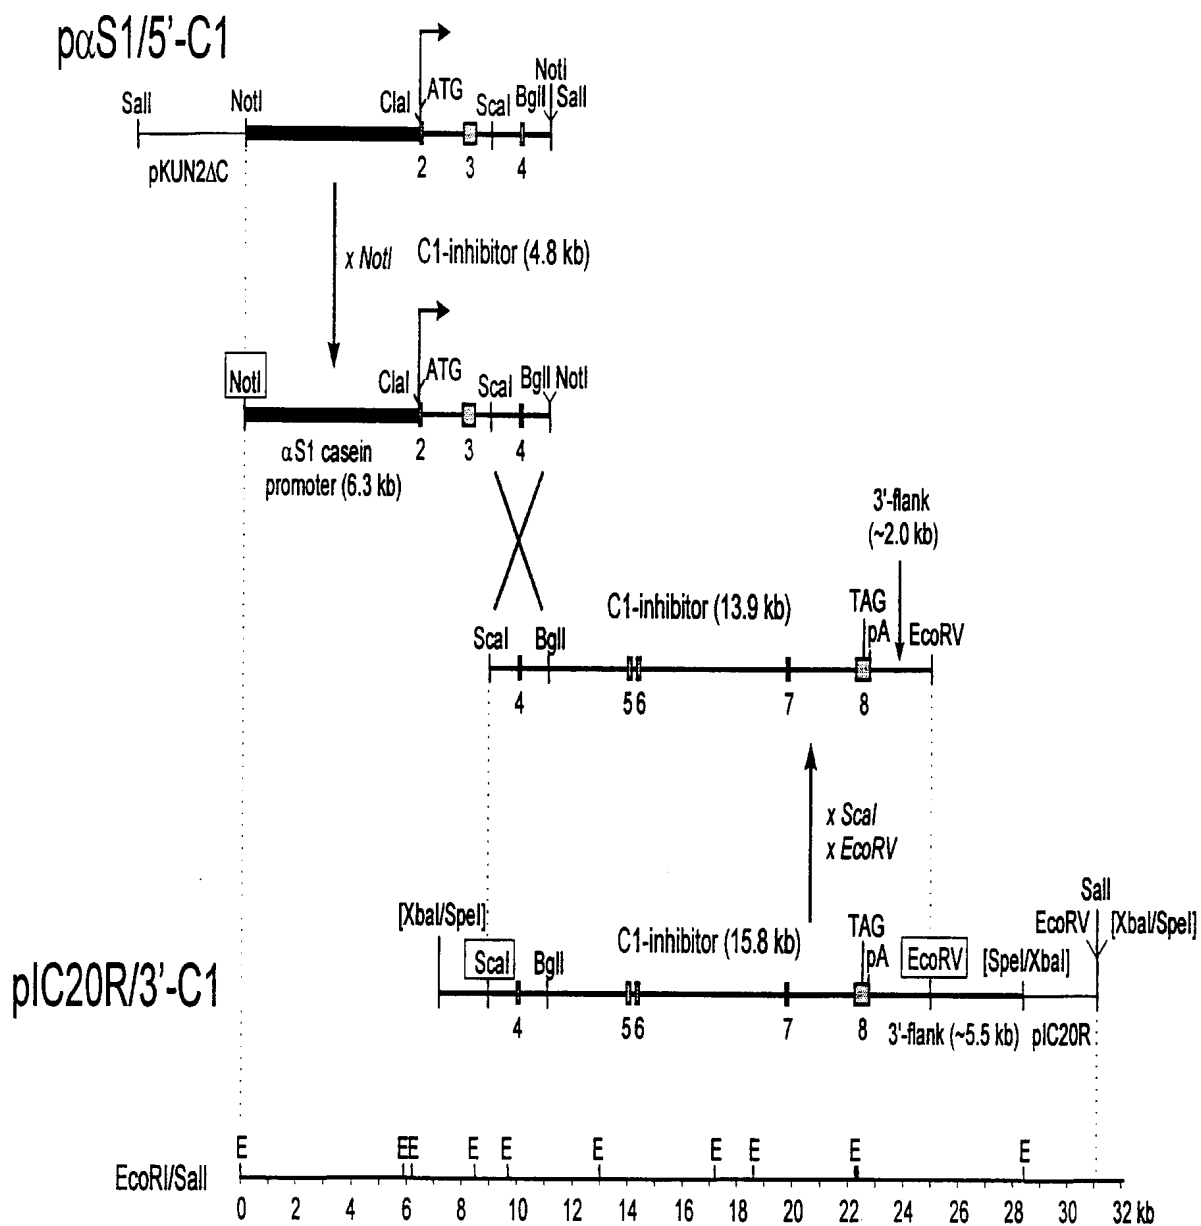 pαS1/5'-C1
NotI
SalI NotI ClaI ATG ScaI BglI SalI
pKUN2ΔC 2 3 4
x NotI C1-inhibitor (4.8 kb)
NotI ClaI ATG ScaI BglI NotI
2 3 4
αS1 casein
promoter (6.3 kb)
3'-flank
(~2.0 kb)
C1-inhibitor (13.9 kb) TAG
ScaI BglI pA EcoRV
4 5 6 7 8
x ScaI
x EcoRV
SalI
[XbaI/SpeI] C1-inhibitor (15.8 kb) TAG EcoRV [XbaI/SpeI]
ScaI BglI pA EcoRV [SpeI/XbaI]
pIC20R/3'-C1
4 5 6 7 8 3'-flank (~5.5 kb) pIC20R
E E E E E E E E E E
EcoRI/SalI
0 2 4 6 8 10 12 14 16 18 20 22 24 26 28 30 32 kb